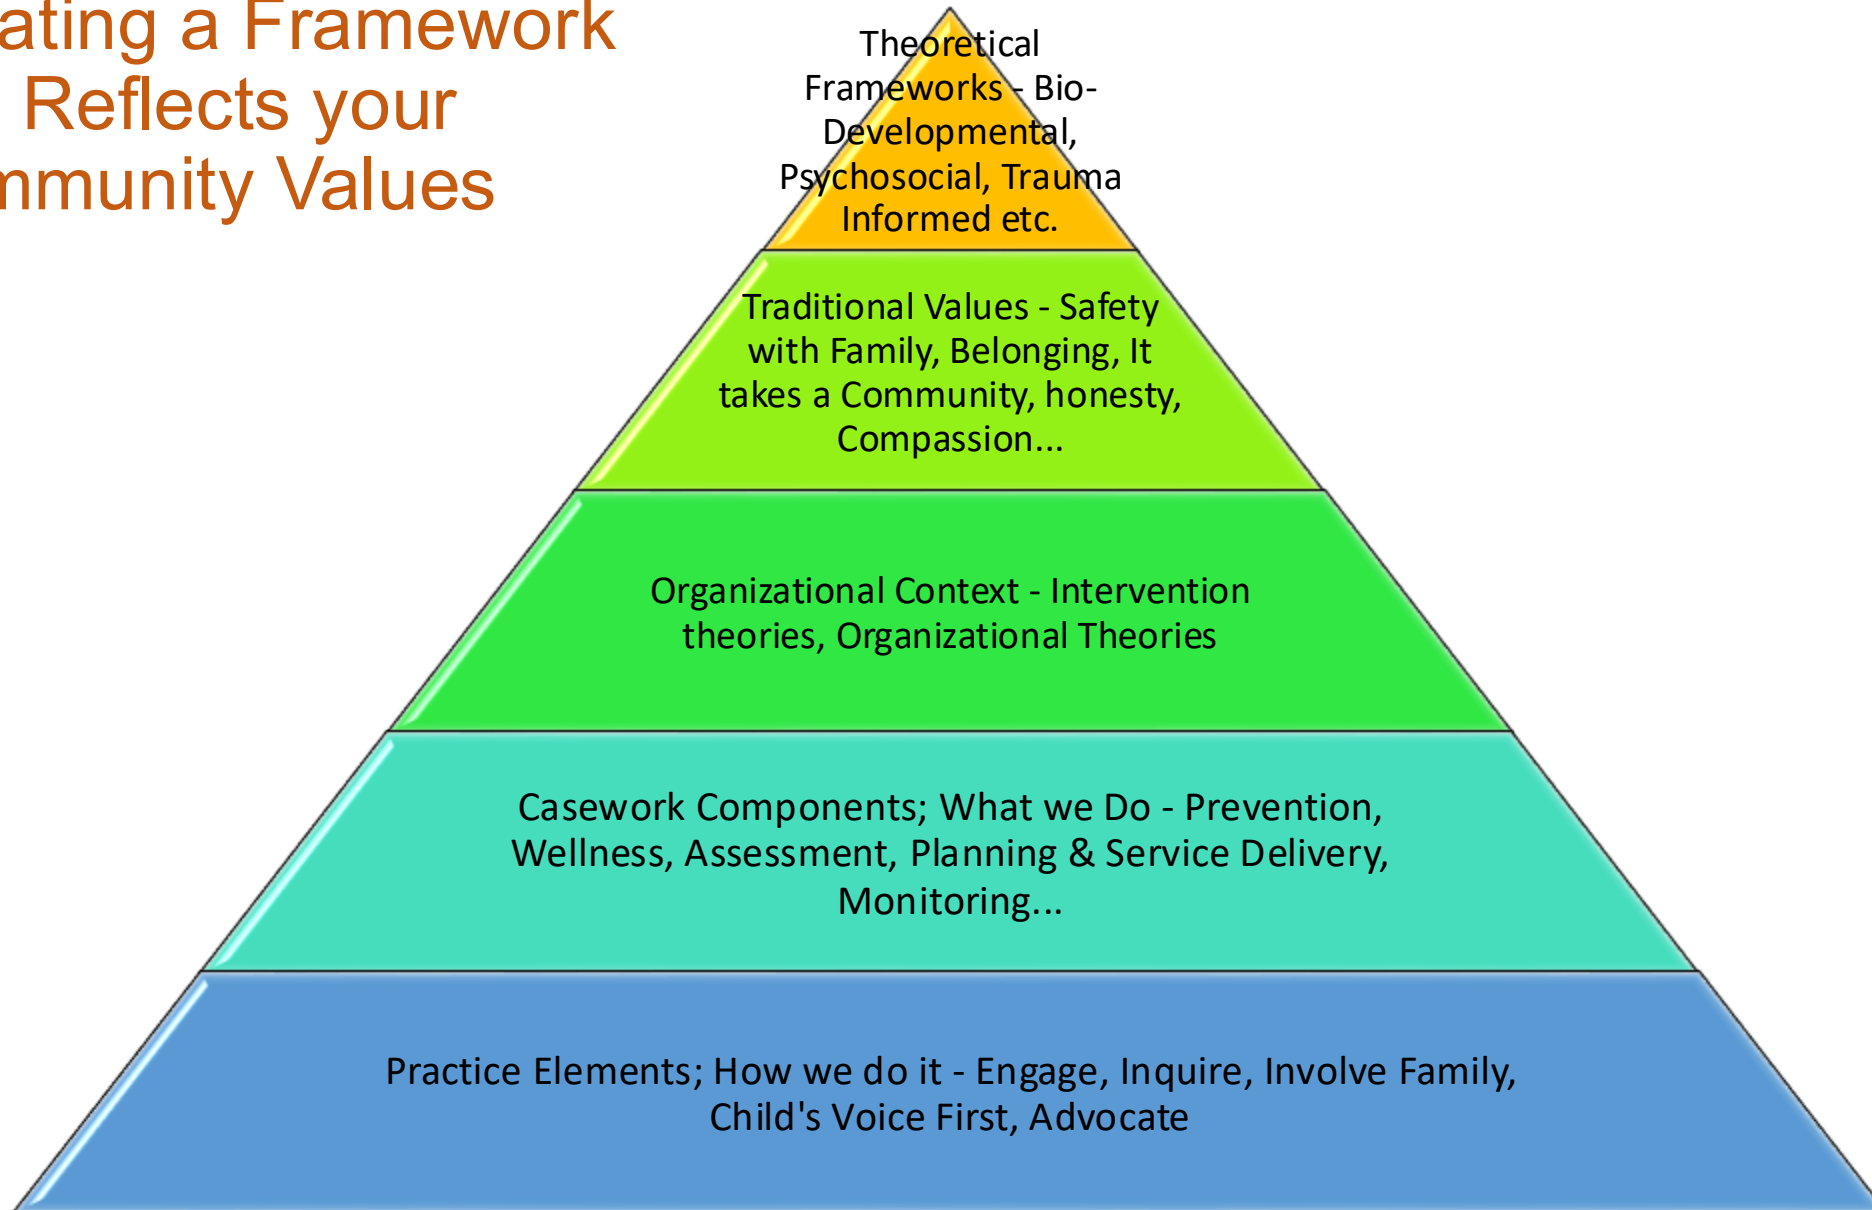 ating a Framework
Reflects your
mmunity Values
Theoretical
Frameworks - Bio-
Developmental,
Psychosocial, Trauma
Informed etc.
Traditional Values - Safety
with Family, Belonging, It
takes a Community, honesty,
Compassion...
Organizational Context - Intervention
theories, Organizational Theories
Casework Components; What we Do - Prevention,
Wellness, Assessment, Planning & Service Delivery,
Monitoring...
Practice Elements; How we do it - Engage, Inquire, Involve Family,
Child's Voice First, Advocate